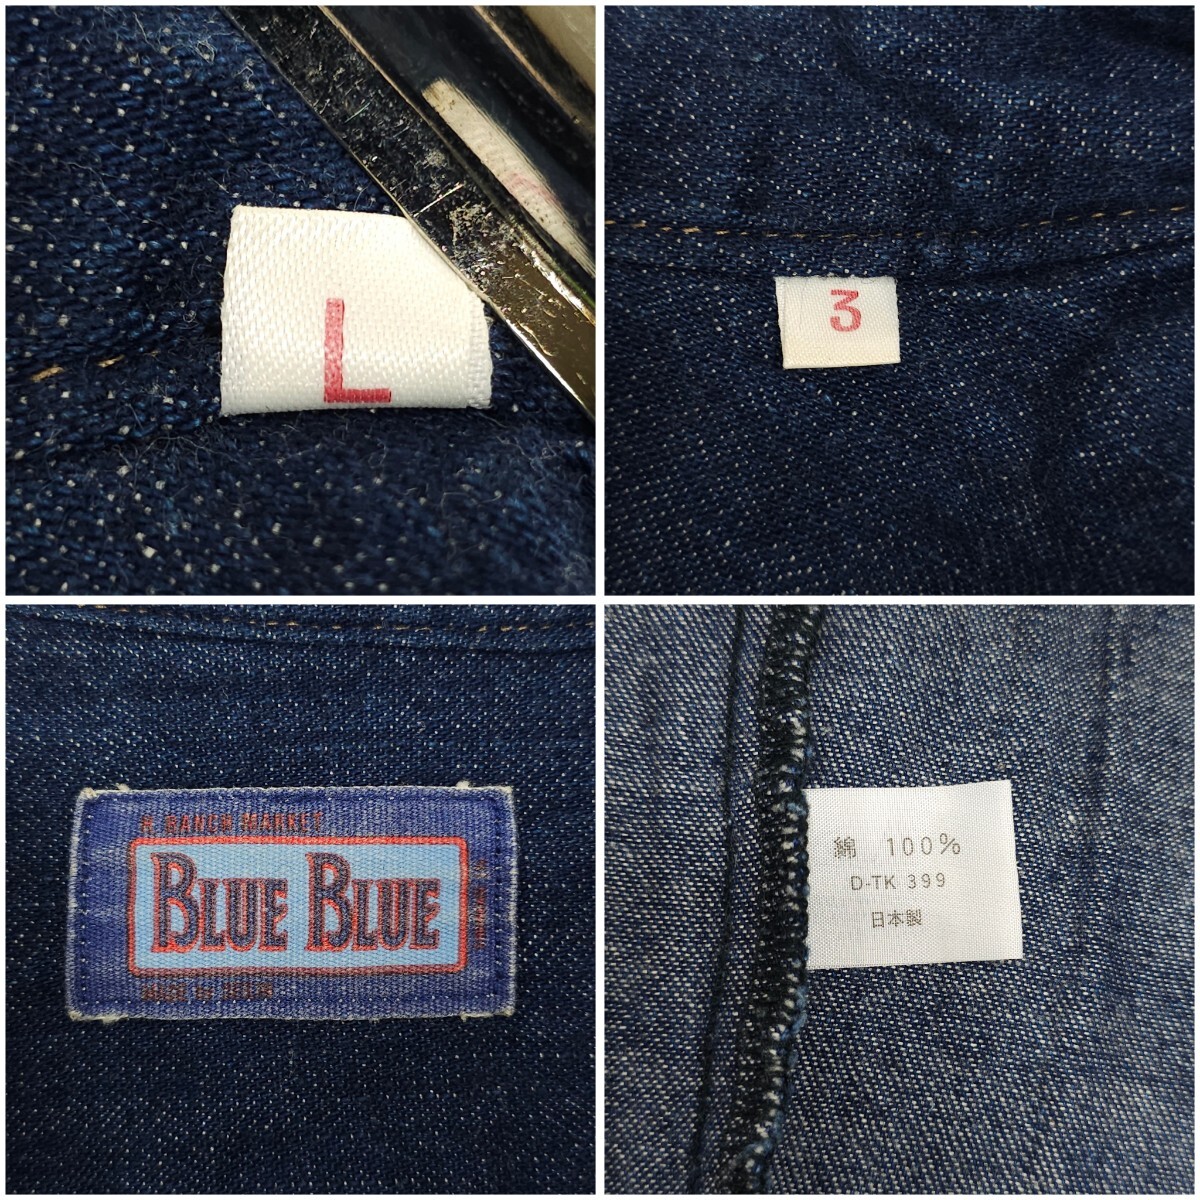 L
3
H. RANCH MARKET
BLUE BLUE
MADE IN JAPAN
綿 100%
D-TK 399
日本製